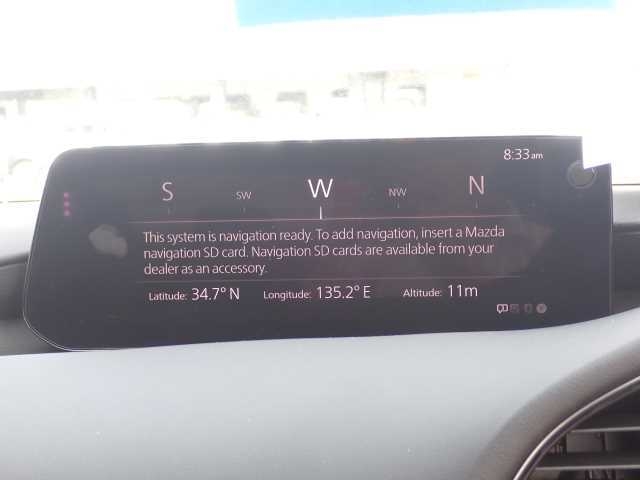 8:33am
S SW W NW N
This system is navigation ready. To add navigation, insert a Mazda
navigation SD card. Navigation SD cards are available from your
dealer as an accessory.
Latitude: 34.7° N Longitude: 135.2° E Altitude: 11m